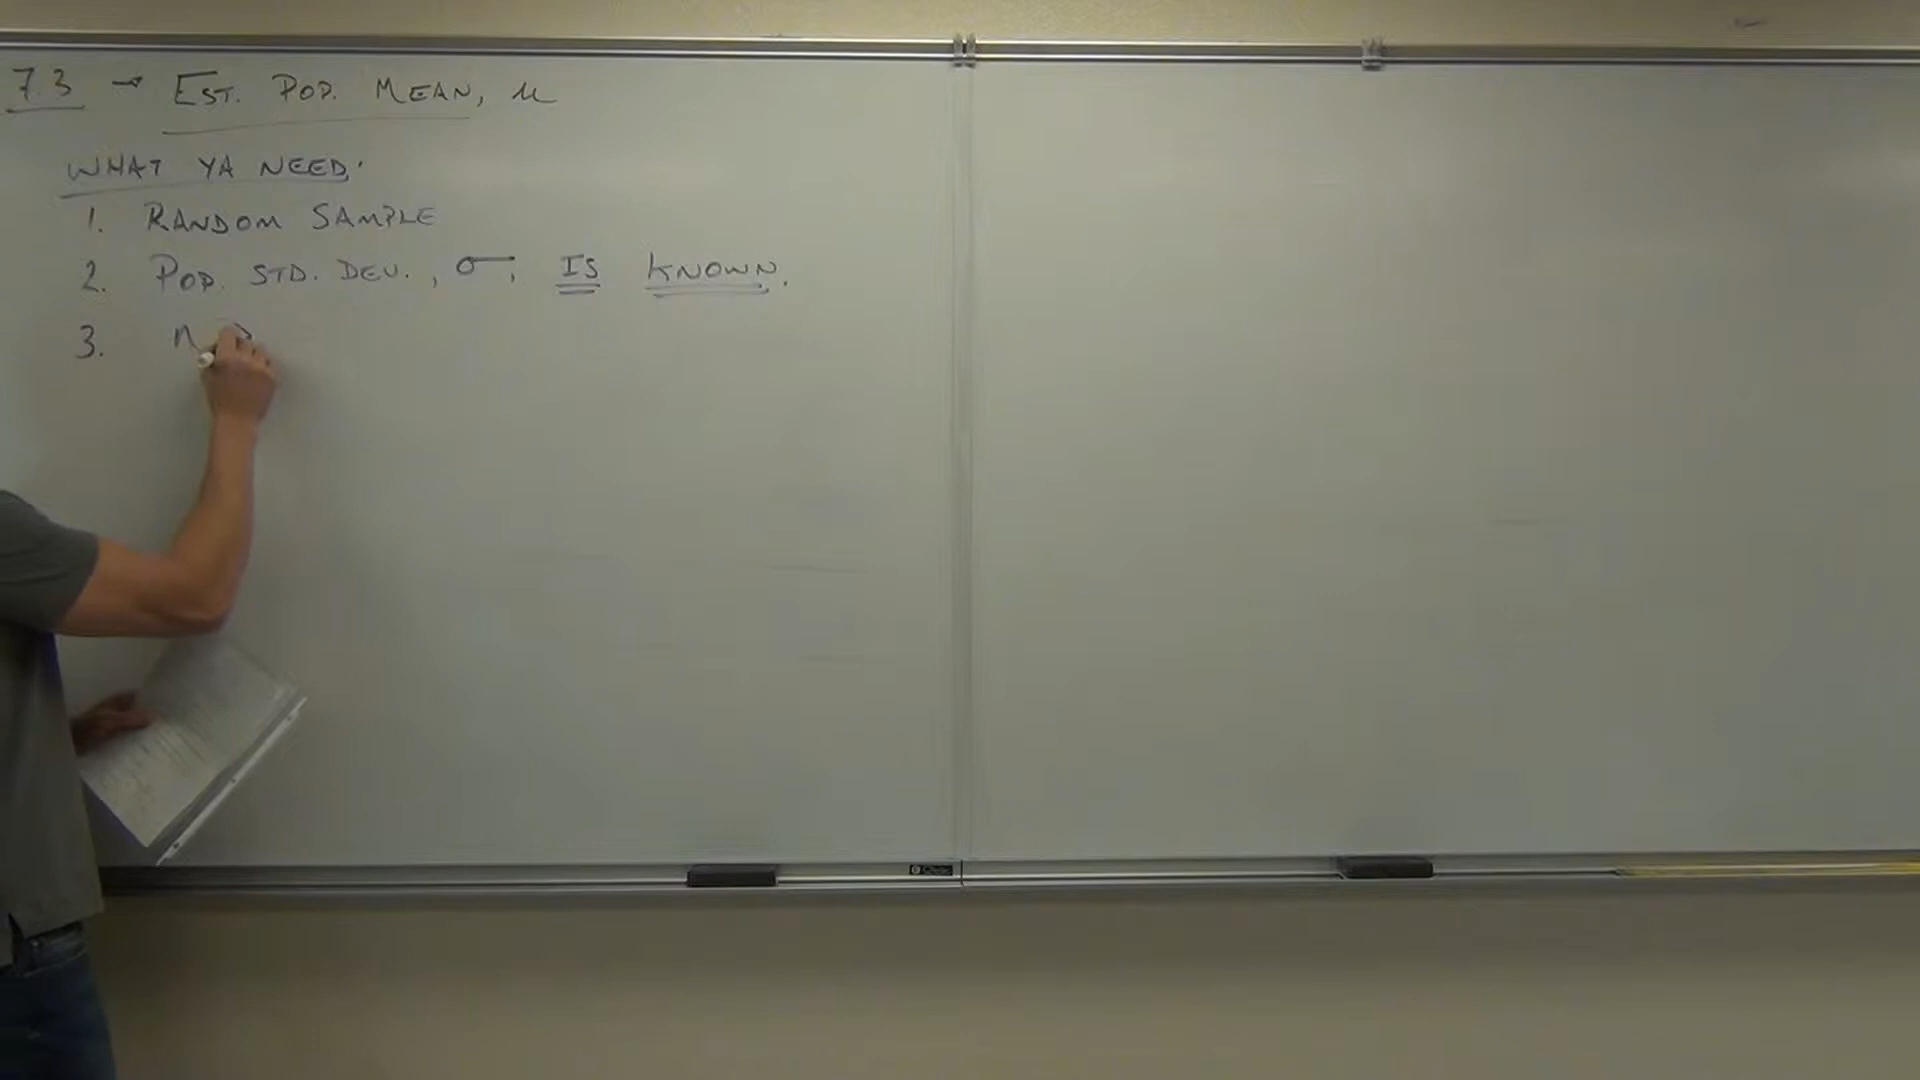 7.3 → EST. POP. MEAN, μ
WHAT YA NEED:
1. RANDOM SAMPLE
2. POP. STD. DEV., σ, IS KNOWN.
3. n >